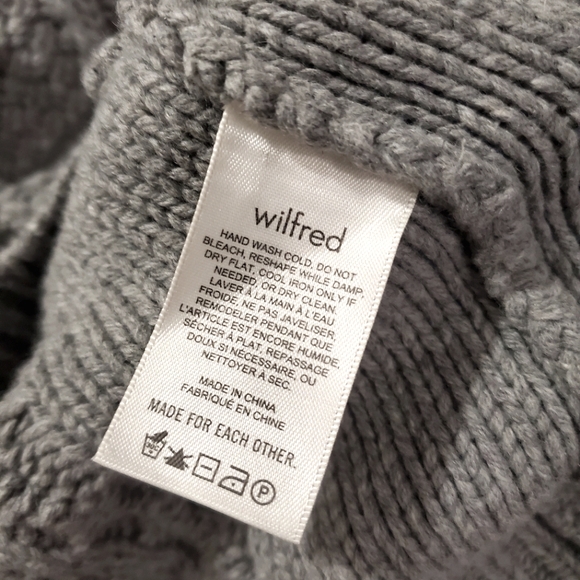 wilfred
HAND WASH COLD, DO NOT
BLEACH, RESHAPE WHILE DAMP,
DRY FLAT, COOL IRON ONLY IF
NEEDED, OR DRY CLEAN.
LAVER À LA MAIN À L'EAU
FROIDE, NE PAS JAVELISER,
REMODELER PENDANT QUE
L'ARTICLE EST ENCORE HUMIDE,
SÉCHER À PLAT, REPASSAGE
DOUX SI NÉCESSAIRE, OU
NETTOYER À SEC.
MADE IN CHINA
FABRIQUÉ EN CHINE
MADE FOR EACH OTHER.
P